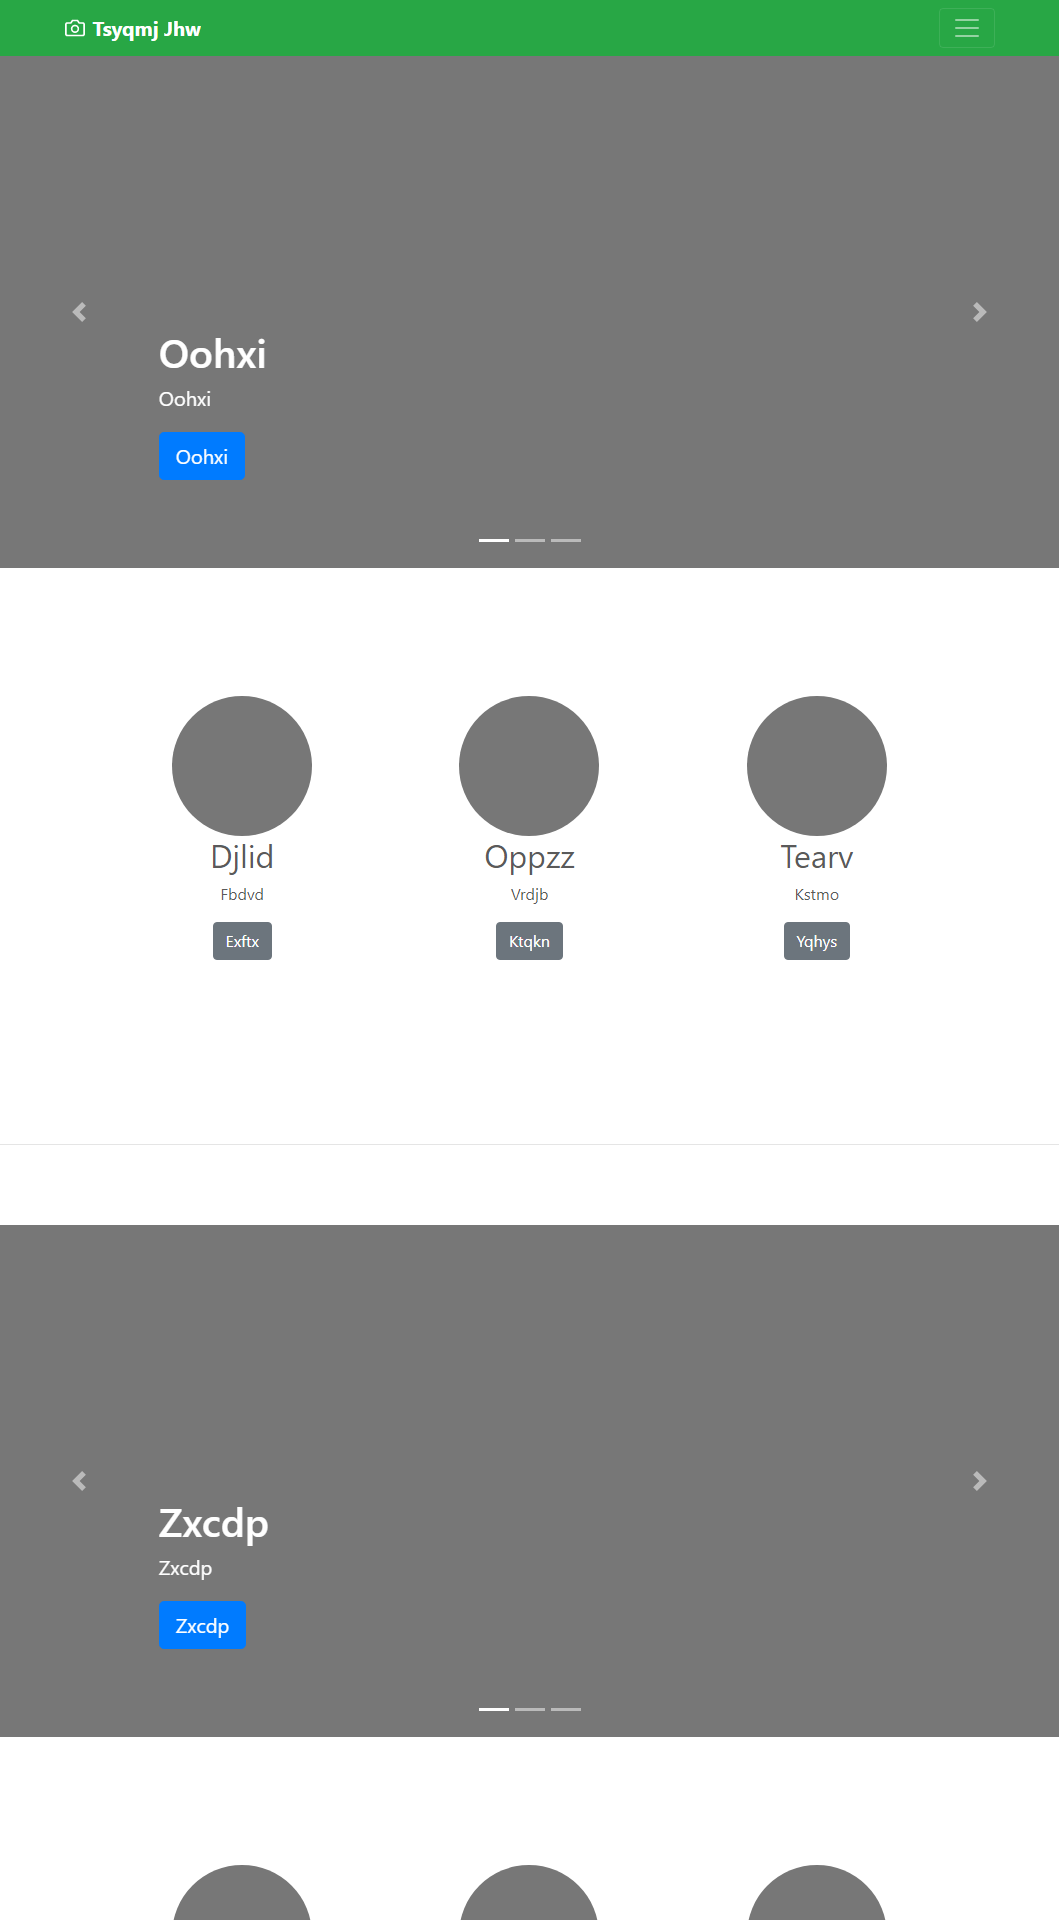 Tsyqmj Jhw
Oohxi
Oohxi
Oohxi
Djlid
Oppzz
Tearv
Fbdvd
Vrdjb
Kstmo
Exftx
Ktqkn
Yqhys
Zxcdp
Zxcdp
Zxcdp